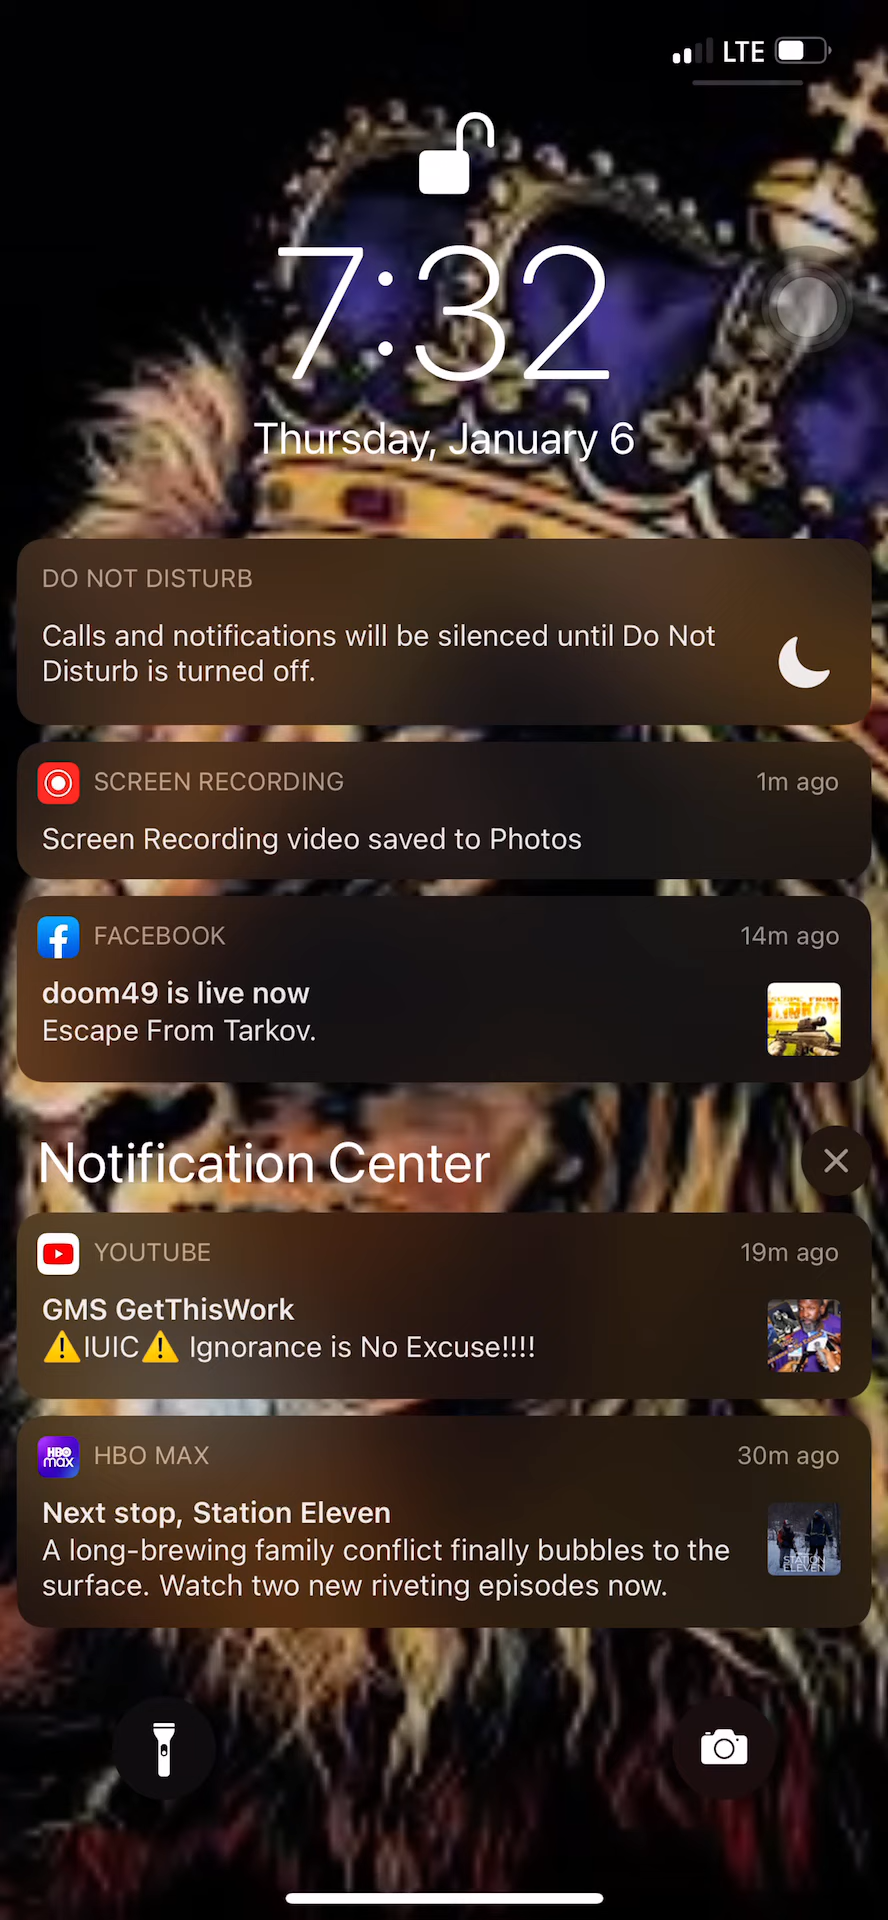 LTE
7:32
Thursday, January 6
DO NOT DISTURB
Calls and notifications will be silenced until Do Not
Disturb is turned off.
SCREEN RECORDING 1m ago
Screen Recording video saved to Photos
FACEBOOK 14m ago
doom49 is live now
Escape From Tarkov.
Notification Center
YOUTUBE 19m ago
GMS GetThisWork
⚠️IUIC⚠️ Ignorance is No Excuse!!!!
HBO
max
HBO MAX 30m ago
Next stop, Station Eleven
A long-brewing family conflict finally bubbles to the
surface. Watch two new riveting episodes now.
STATION
ELEVEN